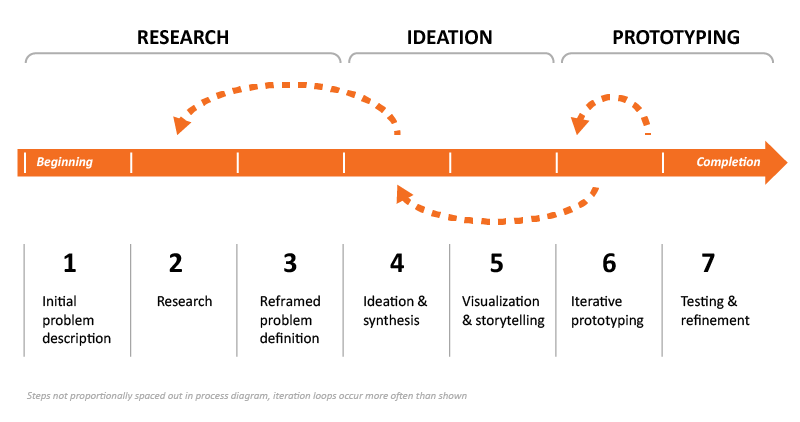 RESEARCH
IDEATION
PROTOTYPING
Beginning
Completion
1
Initial
problem
description
2
Research
3
Reframed
problem
definition
4
Ideation &
synthesis
5
Visualization
& storytelling
6
Iterative
prototyping
7
Testing &
refinement
Steps not proportionally spaced out in process diagram, iteration loops occur more often than shown